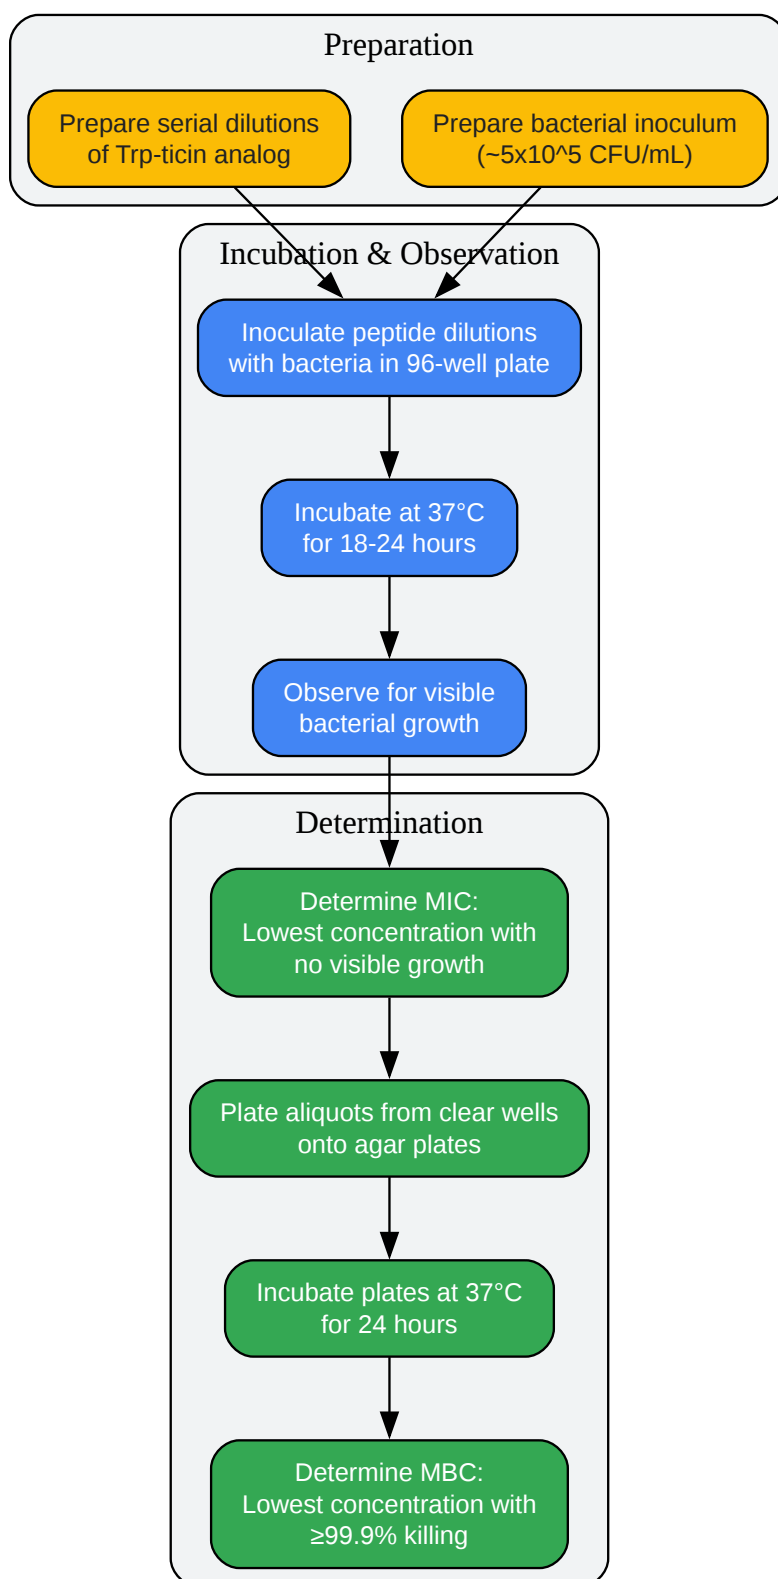 Preparation
Prepare serial dilutions
of Trp-ticin analog
Prepare bacterial inoculum
(~5x10^5 CFU/mL)
Incubation & Observation
Inoculate peptide dilutions
with bacteria in 96-well plate
Incubate at 37°C
for 18-24 hours
Observe for visible
bacterial growth
Determination
Determine MIC:
Lowest concentration with
no visible growth
Plate aliquots from clear wells
onto agar plates
Incubate plates at 37°C
for 24 hours
Determine MBC:
Lowest concentration with
≥99.9% killing